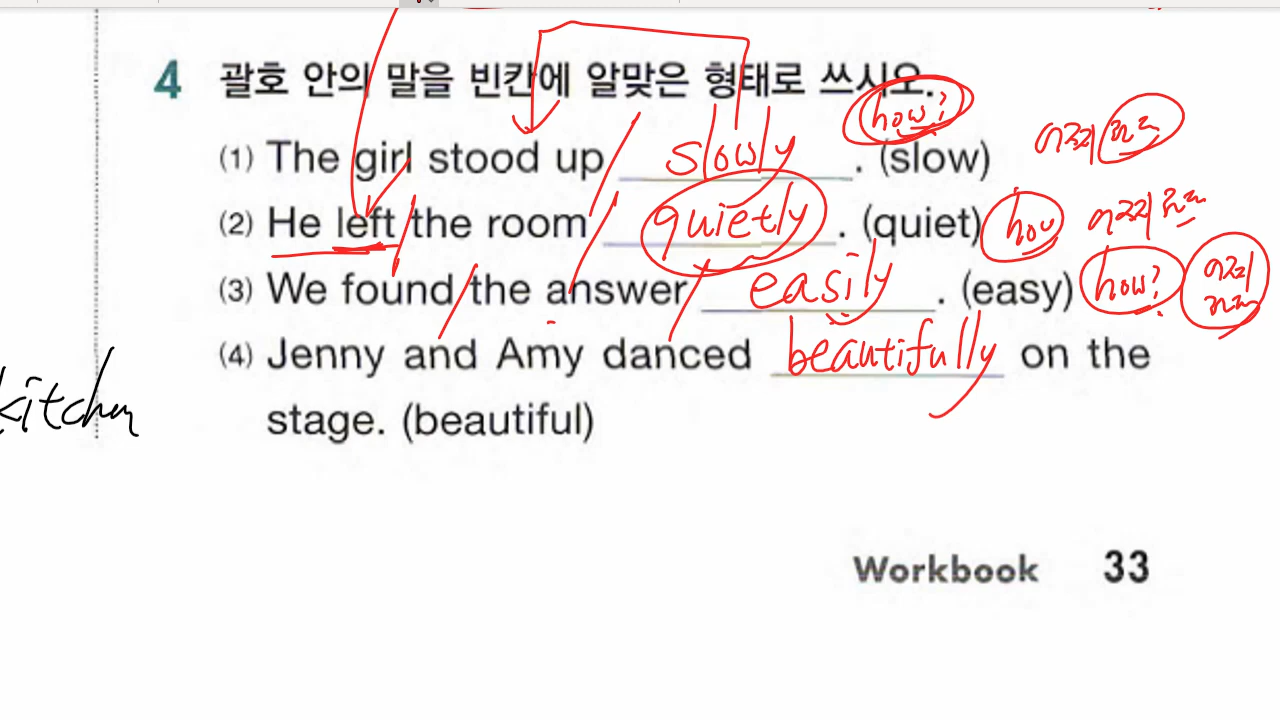 4 괄호 안의 말을 빈칸에 알맞은 형태로 쓰시오.
how?
(1) The girl stood up slowly. (slow)
(2) He left the room quietly. (quiet) how
(3) We found the answer easily. (easy) how?
(4) Jenny and Amy danced beautifully on the
kitchen
stage. (beautiful)
Workbook 33